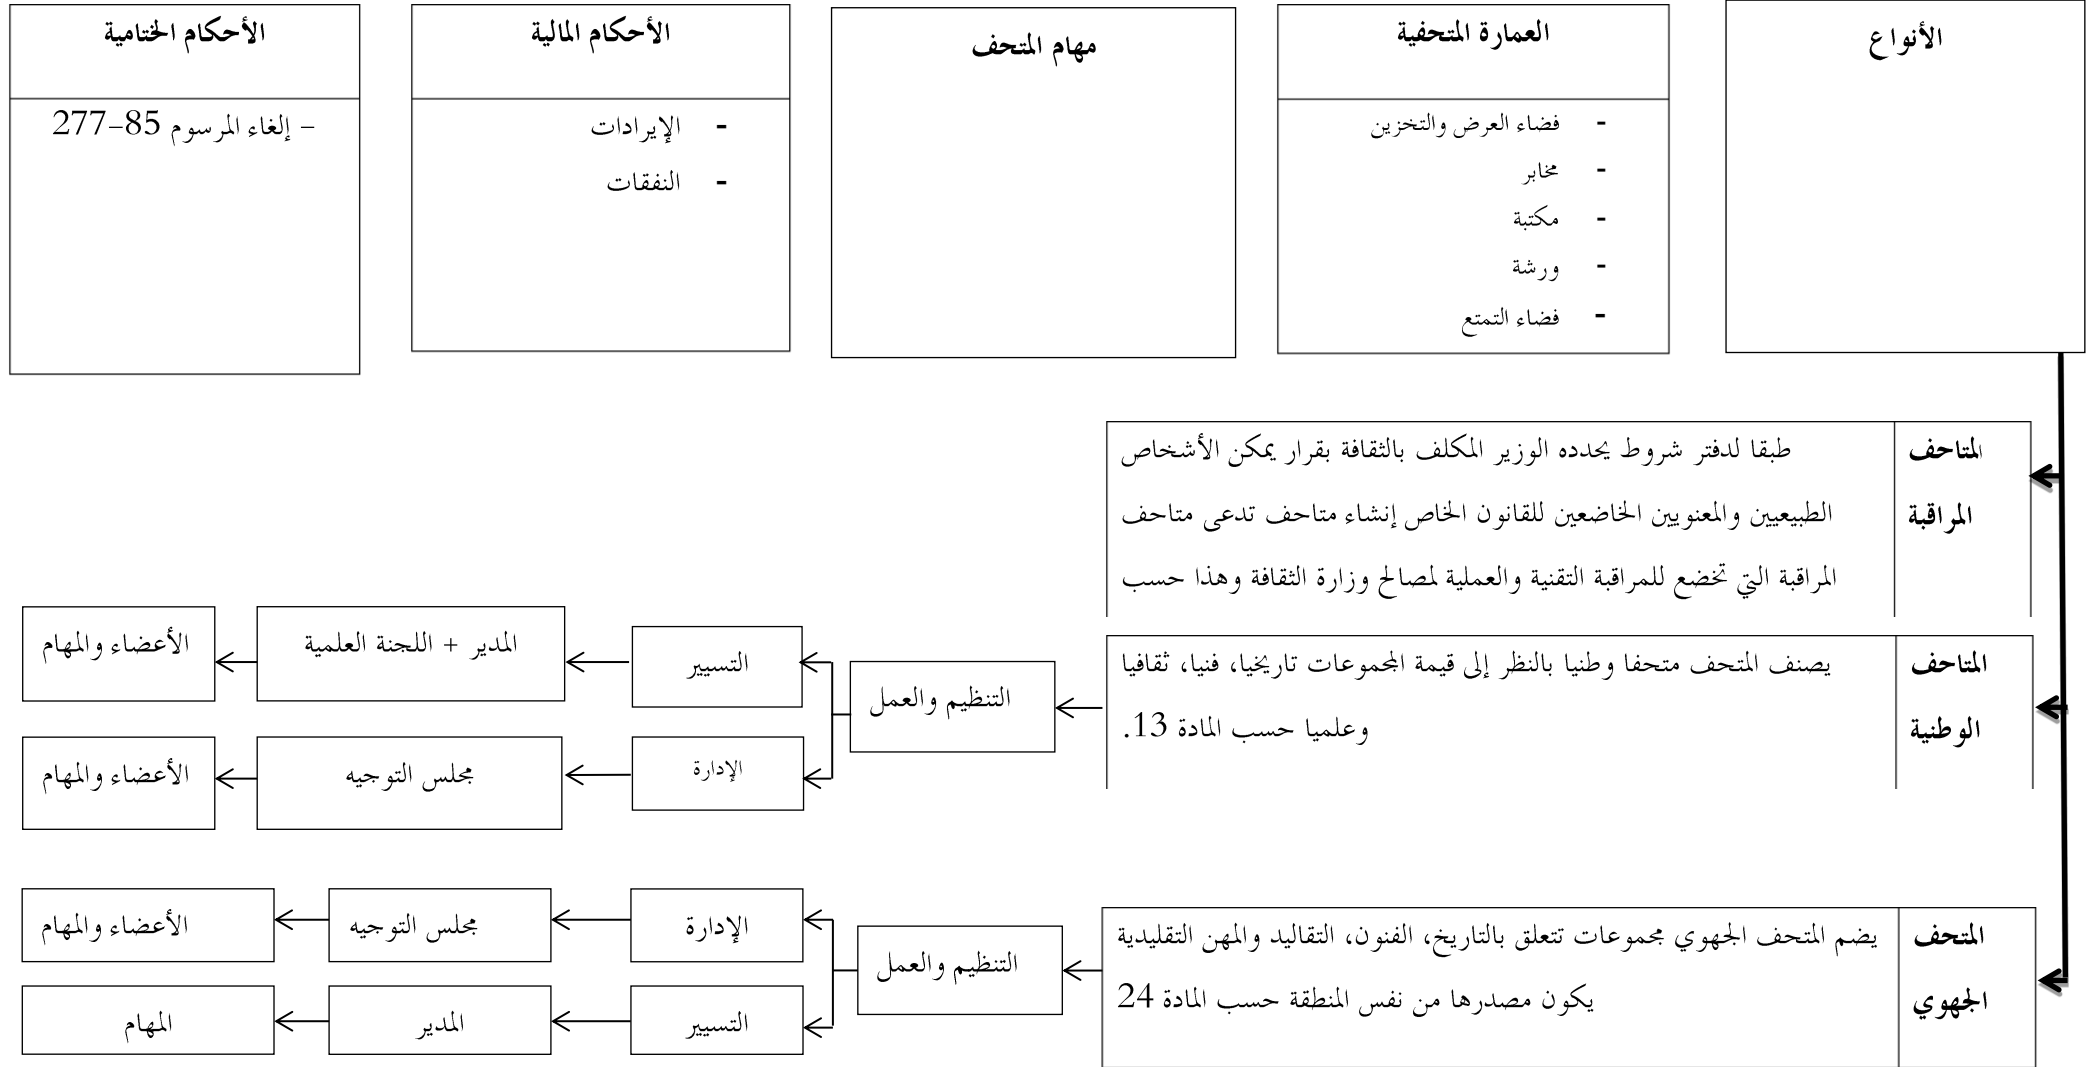 الأنواع
العمارة المتحفية
- فضاء العرض والتخزين
- مخابر
- مكتبة
- ورشة
- فضاء التمتع
مهام المتحف
الأحكام المالية
- الإيرادات
- النفقات
الأحكام الختامية
– إلغاء المرسوم 85–277
المتاحف
المراقبة
طبقا لدفتر شروط يحدده الوزير المكلف بالثقافة بقرار يمكن الأشخاص
الطبيعيين والمعنويين الخاضعين للقانون الخاص إنشاء متاحف تدعى متاحف
المراقبة التي تخضع للمراقبة التقنية والعملية لمصالح وزارة الثقافة وهذا حسب
المتاحف
الوطنية
يصنف المتحف متحفا وطنيا بالنظر إلى قيمة المجموعات تاريخيا، فنيا، ثقافيا
وعلميا حسب المادة 13.
التنظيم والعمل
التسيير
المدير + اللجنة العلمية
الأعضاء والمهام
الإدارة
مجلس التوجيه
الأعضاء والمهام
المتحف
الجهوي
يضم المتحف الجهوي مجموعات تتعلق بالتاريخ، الفنون، التقاليد والمهن التقليدية
يكون مصدرها من نفس المنطقة حسب المادة 24
التنظيم والعمل
الإدارة
مجلس التوجيه
الأعضاء والمهام
التسيير
المدير
المهام